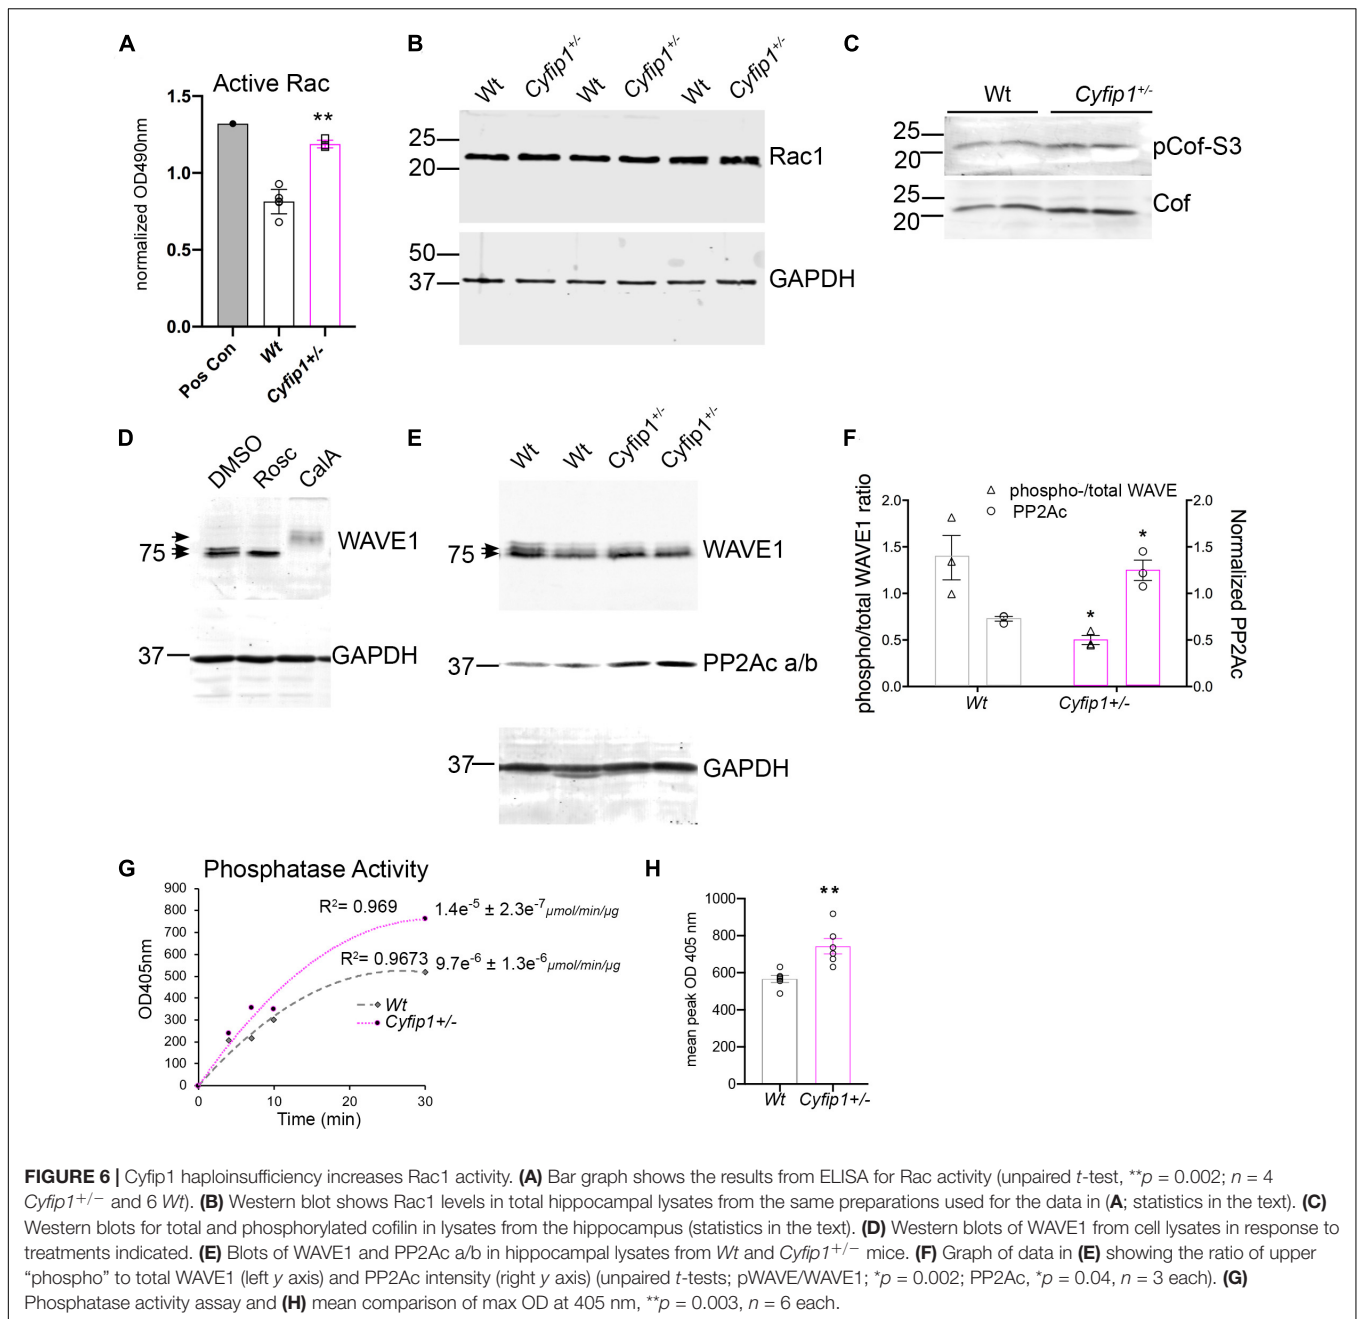 A
Active Rac
**
normalized OD490nm
1.5
1.0
0.5
0.0
Pos Con
Wt
Cyfip1+/-
B
Wt
Cyfip1+/-
Wt
Cyfip1+/-
Wt
Cyfip1+/-
25
20
Rac1
50
37
GAPDH
C
Wt
Cyfip1+/-
25
20
pCof-S3
25
20
Cof
D
DMSO
Rosc
CalA
75
WAVE1
37
GAPDH
E
Wt
Wt
Cyfip1+/-
Cyfip1+/-
75
WAVE1
37
PP2Ac a/b
37
GAPDH
F
phospho-/total WAVE
PP2Ac
phospho/total WAVE1 ratio
2.0
1.5
1.0
0.5
0.0
*
*
2.0
1.5
1.0
0.5
0.0
Normalized PP2Ac
Wt
Cyfip1+/-
G
Phosphatase Activity
OD405nm
900
800
700
600
500
400
300
200
100
0
R²= 0.969
1.4e⁻⁵ ± 2.3e⁻⁷ μmol/min/μg
R²= 0.9673
9.7e⁻⁶ ± 1.3e⁻⁶ μmol/min/μg
Wt
Cyfip1+/-
0
10
20
30
Time (min)
H
**
mean peak OD 405 nm
1000
800
600
400
200
0
Wt
Cyfip1+/-
FIGURE 6 | Cyfip1 haploinsufficiency increases Rac1 activity. (A) Bar graph shows the results from ELISA for Rac activity (unpaired t-test, **p = 0.002; n = 4
Cyfip1+/− and 6 Wt). (B) Western blot shows Rac1 levels in total hippocampal lysates from the same preparations used for the data in (A; statistics in the text). (C)
Western blots for total and phosphorylated cofilin in lysates from the hippocampus (statistics in the text). (D) Western blots of WAVE1 from cell lysates in response to
treatments indicated. (E) Blots of WAVE1 and PP2Ac a/b in hippocampal lysates from Wt and Cyfip1+/− mice. (F) Graph of data in (E) showing the ratio of upper
“phospho” to total WAVE1 (left y axis) and PP2Ac intensity (right y axis) (unpaired t-tests; pWAVE/WAVE1; *p = 0.002; PP2Ac, *p = 0.04, n = 3 each). (G)
Phosphatase activity assay and (H) mean comparison of max OD at 405 nm, **p = 0.003, n = 6 each.